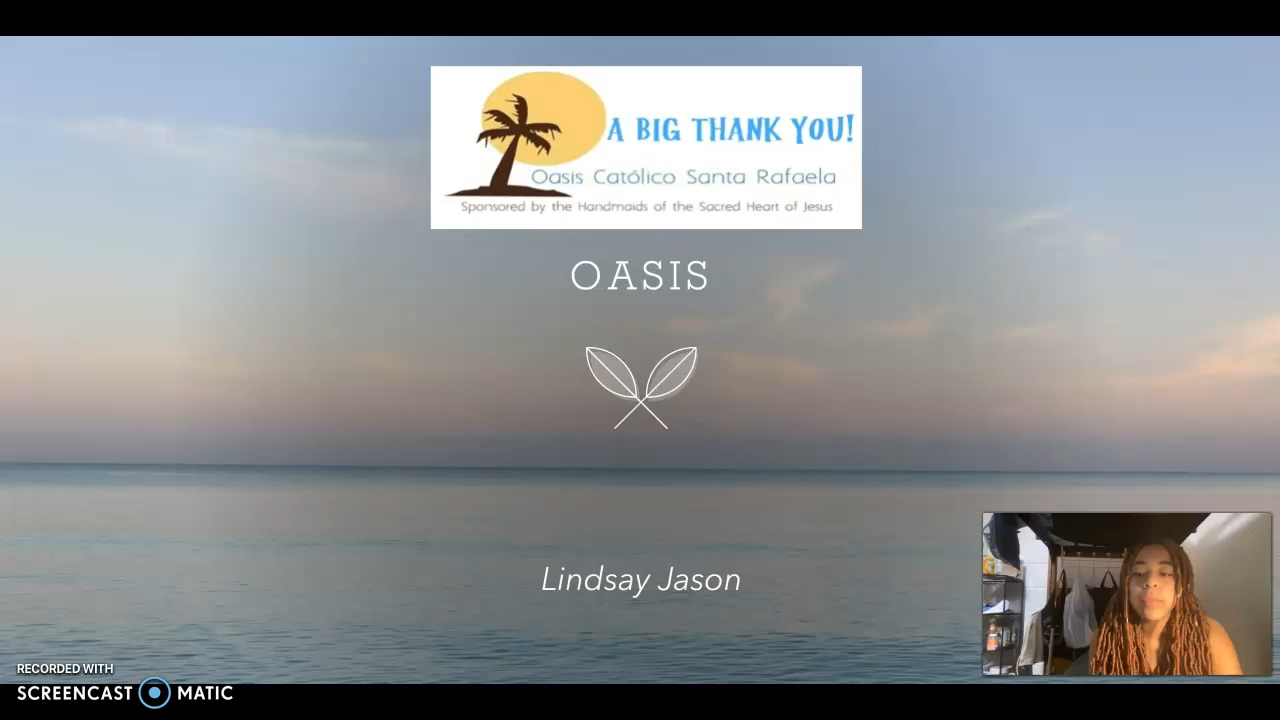 A BIG THANK YOU!
Oasis Católico Santa Rafaela
Sponsored by the Handmaids of the Sacred Heart of Jesus
OASIS
Lindsay Jason
RECORDED WITH
SCREENCAST MATIC